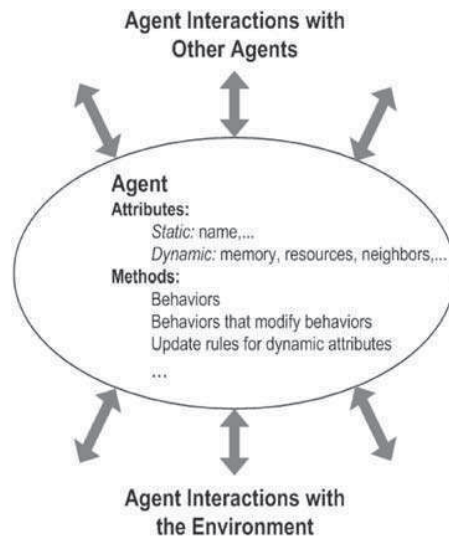 Agent Interactions with
Other Agents
Agent
Attributes:
Static: name,...
Dynamic: memory, resources, neighbors,...
Methods:
Behaviors
Behaviors that modify behaviors
Update rules for dynamic attributes
...
Agent Interactions with
the Environment